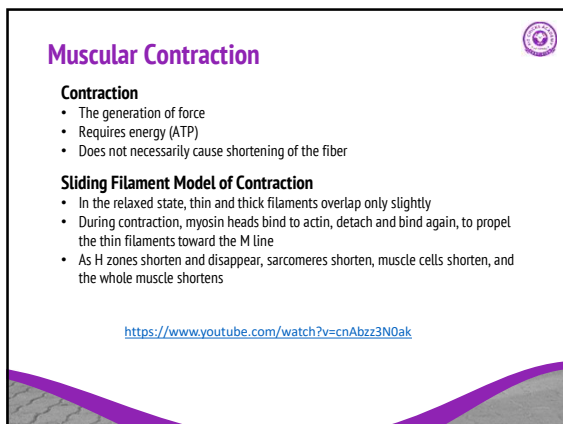 Muscular Contraction
Contraction
• The generation of force
• Requires energy (ATP)
• Does not necessarily cause shortening of the fiber
Sliding Filament Model of Contraction
• In the relaxed state, thin and thick filaments overlap only slightly
• During contraction, myosin heads bind to actin, detach and bind again, to propel
the thin filaments toward the M line
• As H zones shorten and disappear, sarcomeres shorten, muscle cells shorten, and
the whole muscle shortens
https://www.youtube.com/watch?v=cnAbzz3N0ak